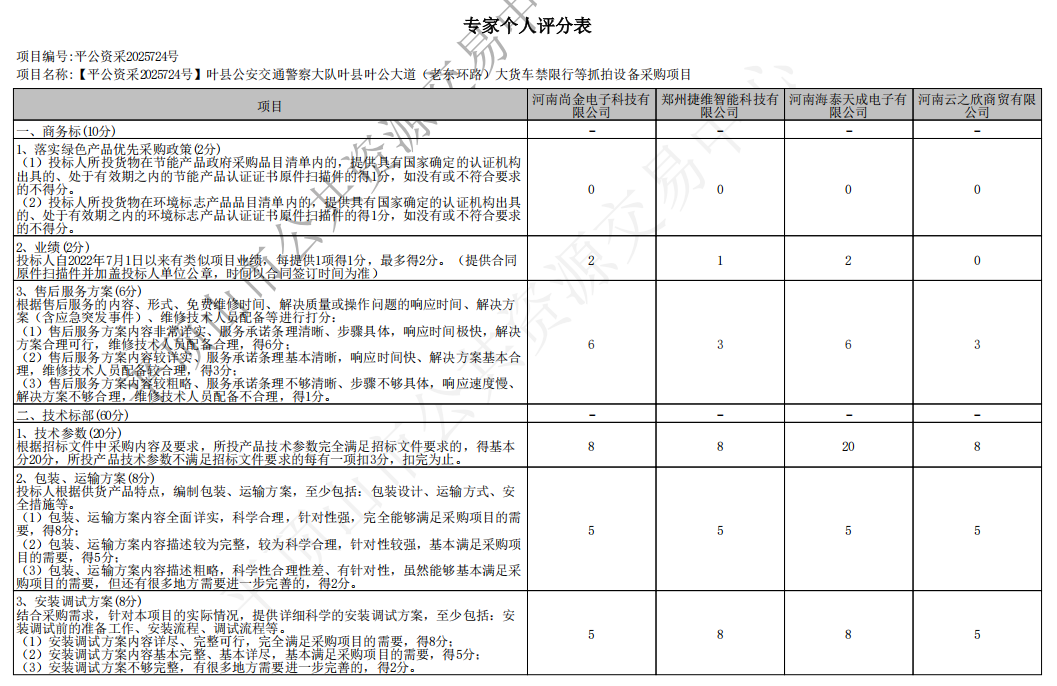 专家个人评分表
项目编号:平公资采2025724号
项目名称:【平公资采2025724号】叶县公安交通警察大队叶县叶公大道（老东环路）大货车禁限行等抓拍设备采购项目
项目 河南尚金电子科技有限公司 郑州捷维智能科技有限公司 河南海泰天成电子有限公司 河南云之欣商贸有限公司
一、商务标(10分) - - - -
1、落实绿色产品优先采购政策(2分)
（1）投标人所投货物在节能产品政府采购品目清单内的，提供具有国家确定的认证机构
出具的、处于有效期之内的节能产品认证证书原件扫描件的得1分，如没有或不符合要求
的不得分。
（2）投标人所投货物在环境标志产品品目清单内的，提供具有国家确定的认证机构出具
的、处于有效期之内的环境标志产品认证证书原件扫描件的得1分，如没有或不符合要求
的不得分。
0 0 0 0
2、业绩(2分)
投标人自2022年7月1日以来有类似项目业绩，每提供1项得1分，最多得2分。（提供合同
原件扫描件并加盖投标人单位公章，时间以合同签订时间为准）
2 1 2 0
3、售后服务方案(6分)
根据售后服务的内容、形式、免费维修时间、解决质量或操作问题的响应时间、解决方
案（含应急突发事件）、维修技术人员配备等进行打分：
（1）售后服务方案内容非常详实、服务承诺条理清晰、步骤具体，响应时间极快，解决
方案合理可行，维修技术人员配备合理，得6分；
（2）售后服务方案内容较详实、服务承诺条理基本清晰，响应时间快、解决方案基本合
理，维修技术人员配备较合理，得3分；
（3）售后服务方案内容较粗略、服务承诺条理不够清晰、步骤不够具体，响应速度慢、
解决方案不够合理，维修技术人员配备不合理，得1分。
6 3 6 3
二、技术标部(60分) - - - -
1、技术参数(20分)
根据招标文件中采购内容及要求，所投产品技术参数完全满足招标文件要求的，得基本
分20分，所投产品技术参数不满足招标文件要求的每有一项扣3分，扣完为止。
8 8 20 8
2、包装、运输方案(8分)
投标人根据供货产品特点，编制包装、运输方案，至少包括：包装设计、运输方式、安
全措施等。
（1）包装、运输方案内容全面详实，科学合理，针对性强，完全能够满足采购项目的需
要，得8分；
（2）包装、运输方案内容描述较为完整，较为科学合理，针对性较强，基本满足采购项
目的需要，得5分；
（3）包装、运输方案内容描述粗略，科学性合理性差、有针对性，虽然能够基本满足采
购项目的需要，但还有很多地方需要进一步完善的，得2分。
5 5 5 5
3、安装调试方案(8分)
结合采购需求，针对本项目的实际情况，提供详细科学的安装调试方案，至少包括：安
装调试前的准备工作、安装流程、调试流程等。
（1）安装调试方案内容详尽、完整可行，完全满足采购项目的需要，得8分；
（2）安装调试方案内容基本完整、基本详尽，基本满足采购项目的需要，得5分；
（3）安装调试方案不够完整，有很多地方需要进一步完善的，得2分。
5 8 8 5
平顶山市公共资源交易中心
平顶山市公共资源交易中心